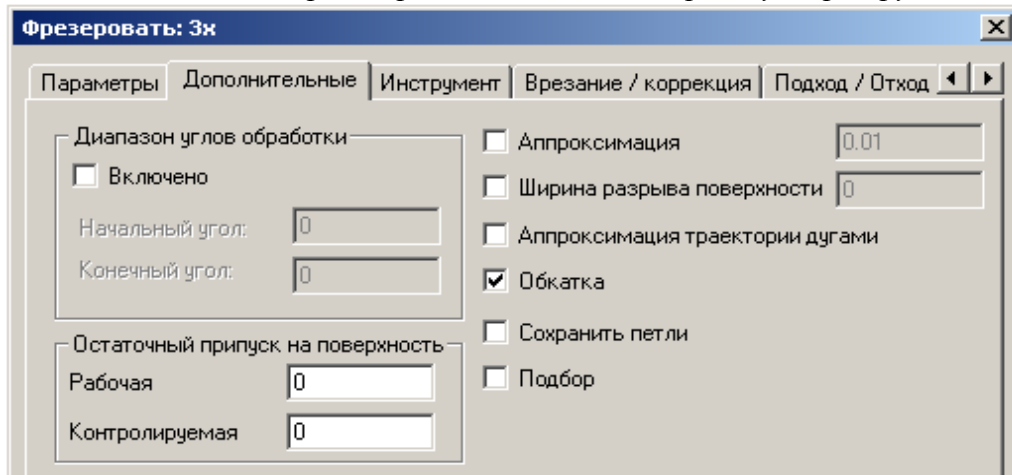 Фрезеровать: 3x
Параметры Дополнительные Инструмент Врезание / коррекция Подход / Отход
Диапазон углов обработки
Включено
Начальный угол: 0
Конечный угол: 0
Остаточный припуск на поверхность
Рабочая 0
Контролируемая 0
Аппроксимация 0.01
Ширина разрыва поверхности 0
Аппроксимация траектории дугами
Обкатка
Сохранить петли
Подбор